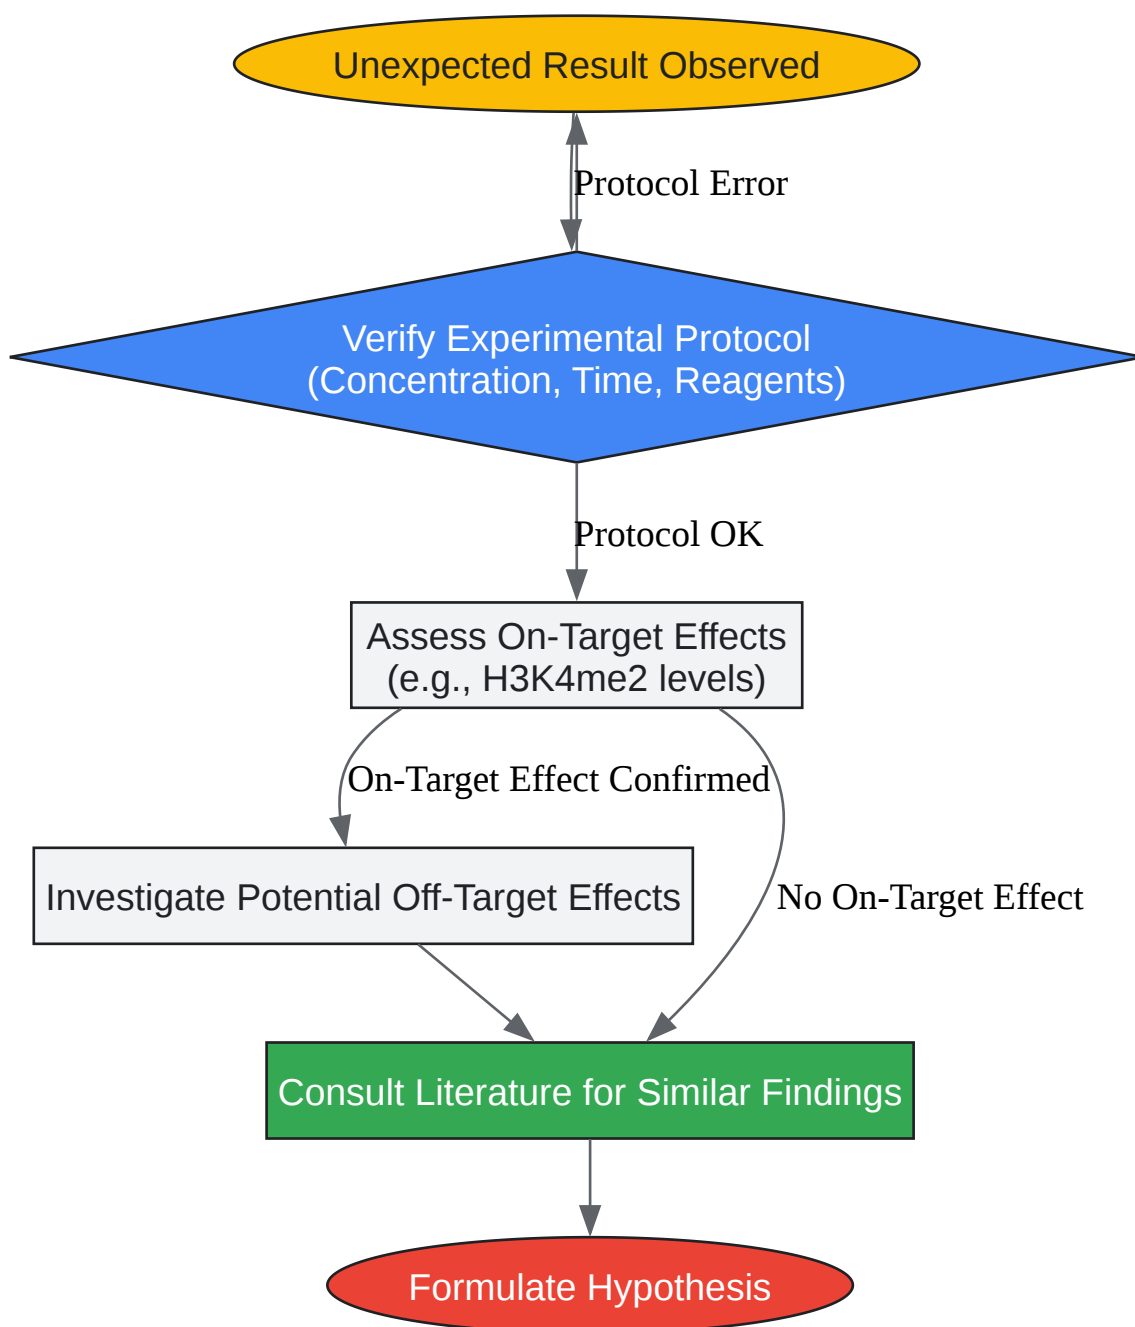 Unexpected Result Observed
Protocol Error
Verify Experimental Protocol
(Concentration, Time, Reagents)
Protocol OK
Assess On-Target Effects
(e.g., H3K4me2 levels)
On-Target Effect Confirmed
Investigate Potential Off-Target Effects
No On-Target Effect
Consult Literature for Similar Findings
Formulate Hypothesis